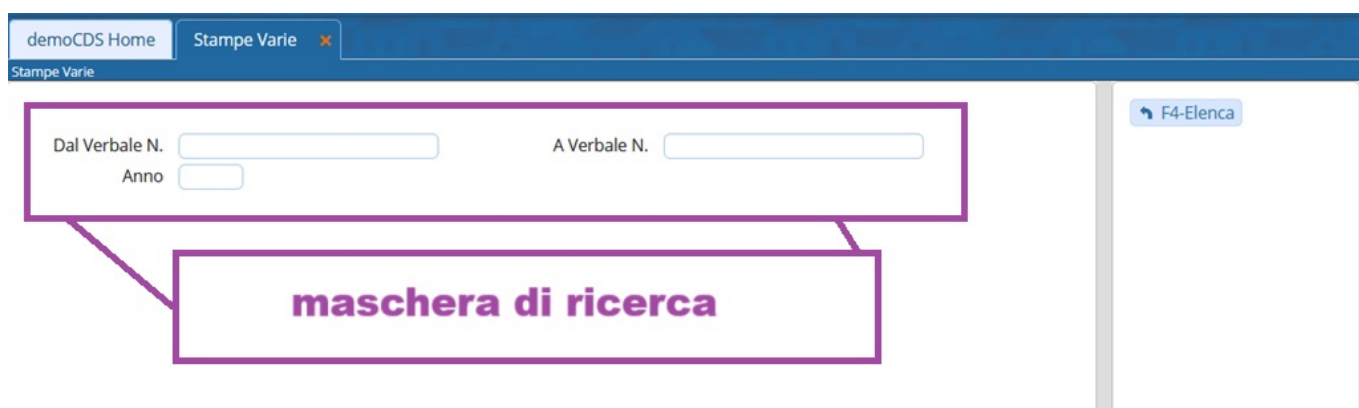 demoCDS Home
Stampe Varie
Stampe Varie
F4-Elenca
Dal Verbale N.
A Verbale N.
Anno
maschera di ricerca